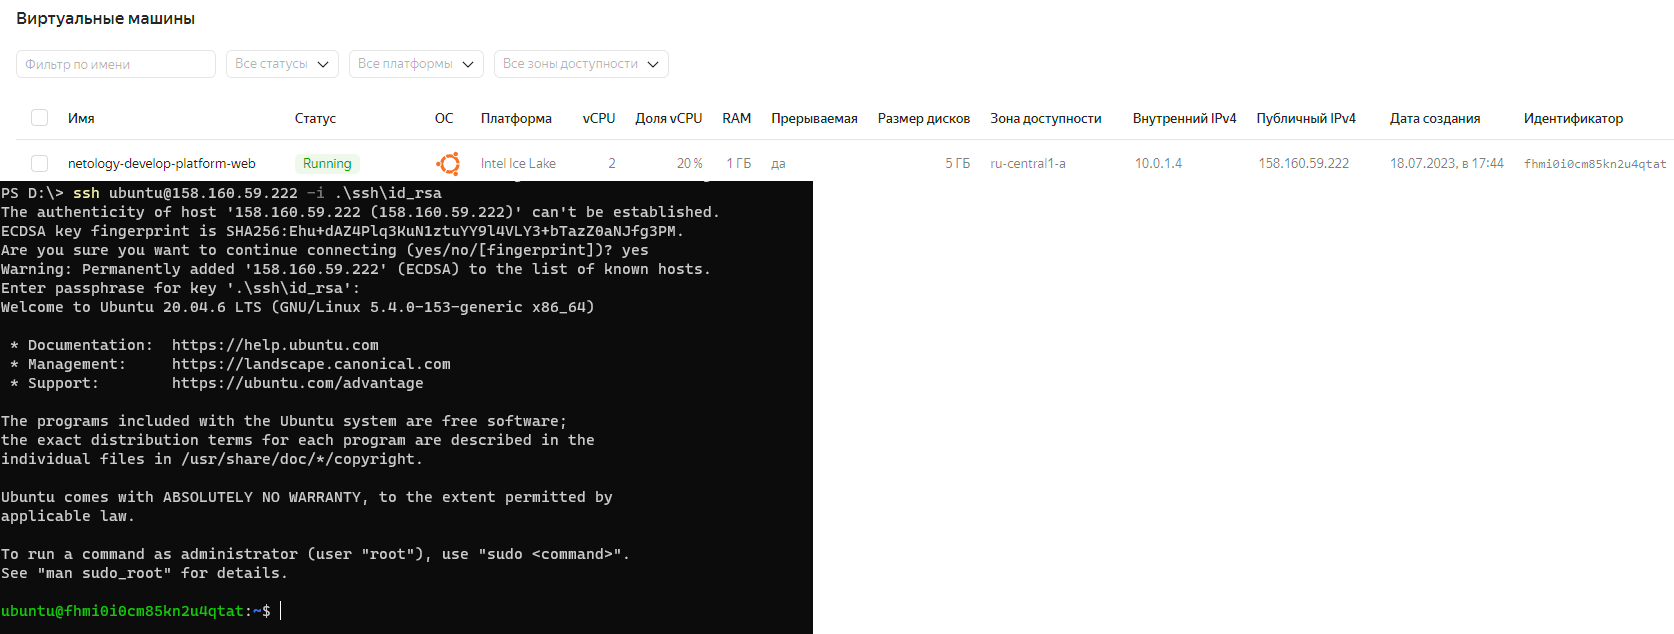 Виртуальные машины
Фильтр по имени Все статусы Все платформы Все зоны доступности
Имя Статус ОС Платформа vCPU Доля vCPU RAM Прерываемая Размер дисков Зона доступности Внутренний IPv4 Публичный IPv4 Дата создания Идентификатор
netology-develop-platform-web Running Intel Ice Lake 2 20 % 1 ГБ да 5 ГБ ru-central1-a 10.0.1.4 158.160.59.222 18.07.2023, в 17:44 fhmi0i0cm85kn2u4qtat
PS D:\> ssh ubuntu@158.160.59.222 -i .\ssh\id_rsa
The authenticity of host '158.160.59.222 (158.160.59.222)' can't be established.
ECDSA key fingerprint is SHA256:Ehu+dAZ4Plq3KuN1ztuYY9l4VLY3+bTazZ0aNJfg3PM.
Are you sure you want to continue connecting (yes/no/[fingerprint])? yes
Warning: Permanently added '158.160.59.222' (ECDSA) to the list of known hosts.
Enter passphrase for key '.\ssh\id_rsa':
Welcome to Ubuntu 20.04.6 LTS (GNU/Linux 5.4.0-153-generic x86_64)
* Documentation: https://help.ubuntu.com
* Management: https://landscape.canonical.com
* Support: https://ubuntu.com/advantage
The programs included with the Ubuntu system are free software;
the exact distribution terms for each program are described in the
individual files in /usr/share/doc/*/copyright.
Ubuntu comes with ABSOLUTELY NO WARRANTY, to the extent permitted by
applicable law.
To run a command as administrator (user "root"), use "sudo <command>".
See "man sudo_root" for details.
ubuntu@fhmi0i0cm85kn2u4qtat:~$